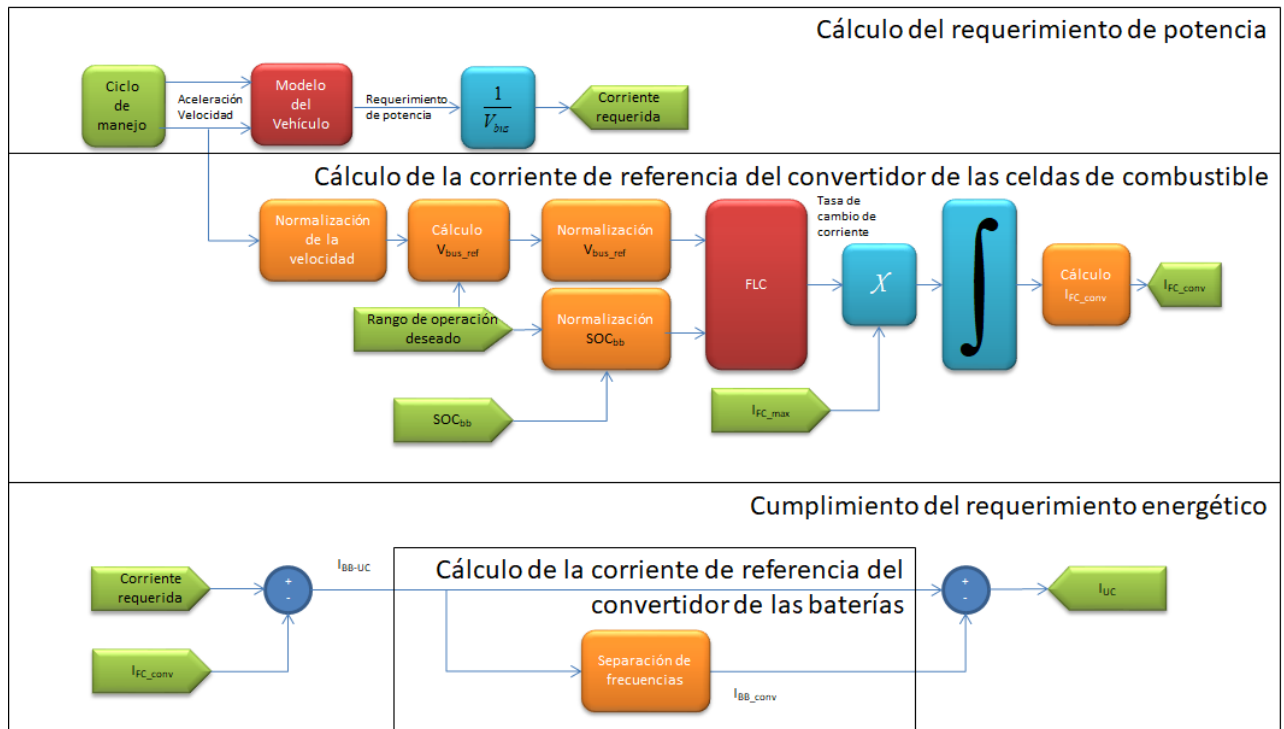 Cálculo del requerimiento de potencia
Ciclo
de
manejo
Aceleración
Velocidad
Modelo
del
Vehículo
Requerimiento
de potencia
1
V_bus
Corriente
requerida
Cálculo de la corriente de referencia del convertidor de las celdas de combustible
Normalización
de la
velocidad
Cálculo
V_bus_ref
Normalización
V_bus_ref
FLC
Tasa de
cambio de
corriente
X
∫
Cálculo
I_FC_conv
I_FC_conv
Rango de operación
deseado
Normalización
SOC_bb
SOC_bb
I_FC_max
Cumplimiento del requerimiento energético
Corriente
requerida
+
-
I_BB-UC
Cálculo de la corriente de referencia del
convertidor de las baterías
+
-
I_UC
I_FC_conv
Separación de
frecuencias
I_BB_conv